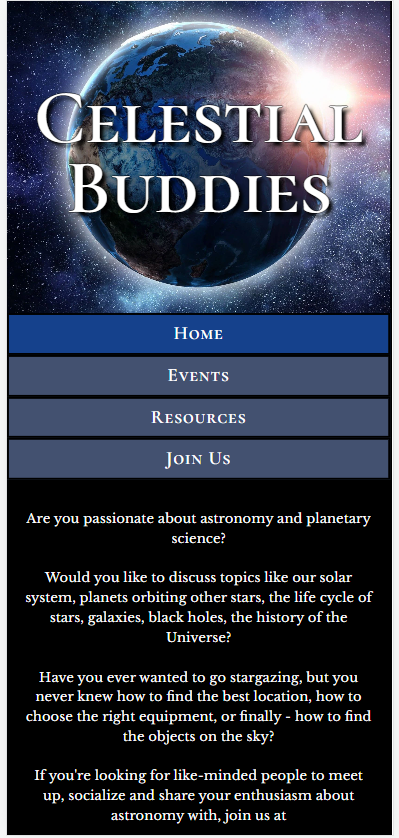 Celestial
Buddies
Home
Events
Resources
Join Us
Are you passionate about astronomy and planetary
science?
Would you like to discuss topics like our solar
system, planets orbiting other stars, the life cycle of
stars, galaxies, black holes, the history of the
Universe?
Have you ever wanted to go stargazing, but you
never knew how to find the best location, how to
choose the right equipment, or finally - how to find
the objects on the sky?
If you're looking for like-minded people to meet
up, socialize and share your enthusiasm about
astronomy with, join us at